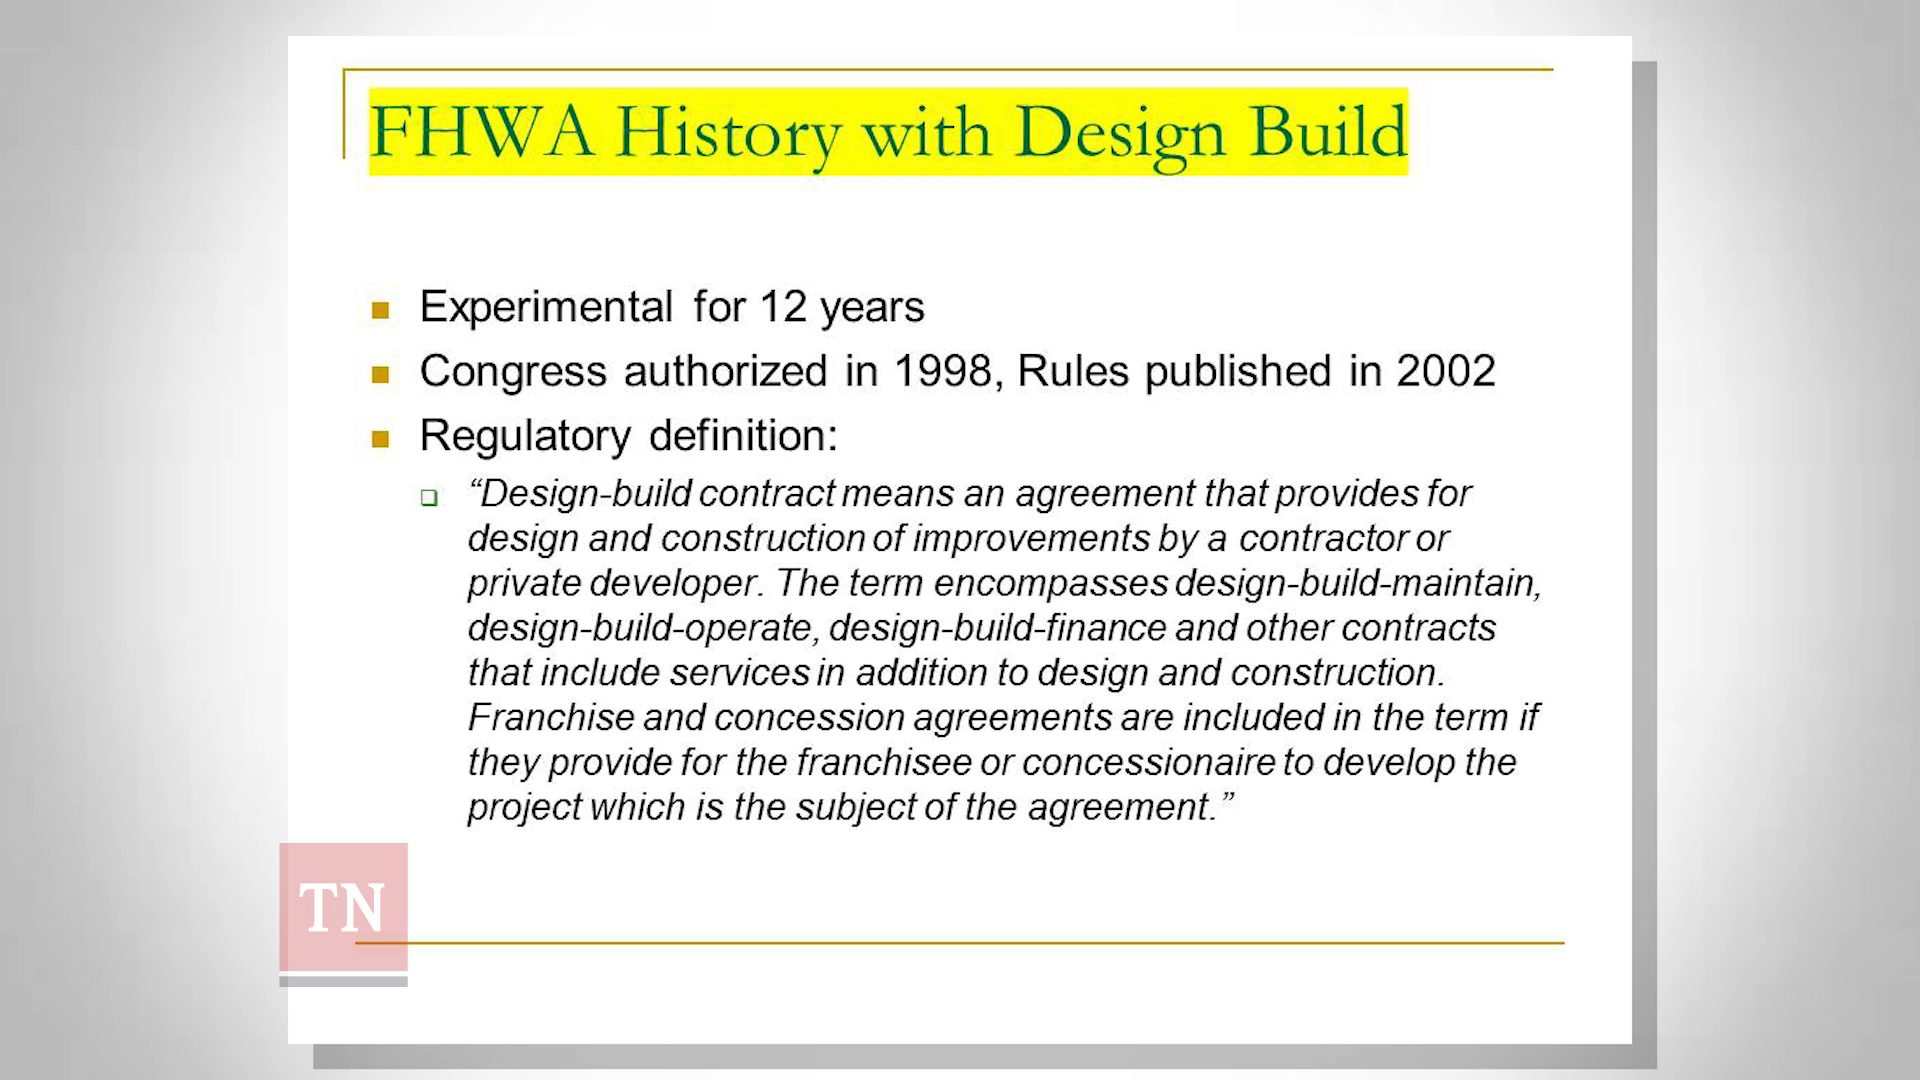 FHWA History with Design Build
Experimental for 12 years
Congress authorized in 1998, Rules published in 2002
Regulatory definition:
“Design-build contract means an agreement that provides for
design and construction of improvements by a contractor or
private developer. The term encompasses design-build-maintain,
design-build-operate, design-build-finance and other contracts
that include services in addition to design and construction.
Franchise and concession agreements are included in the term if
they provide for the franchisee or concessionaire to develop the
project which is the subject of the agreement.”
TN